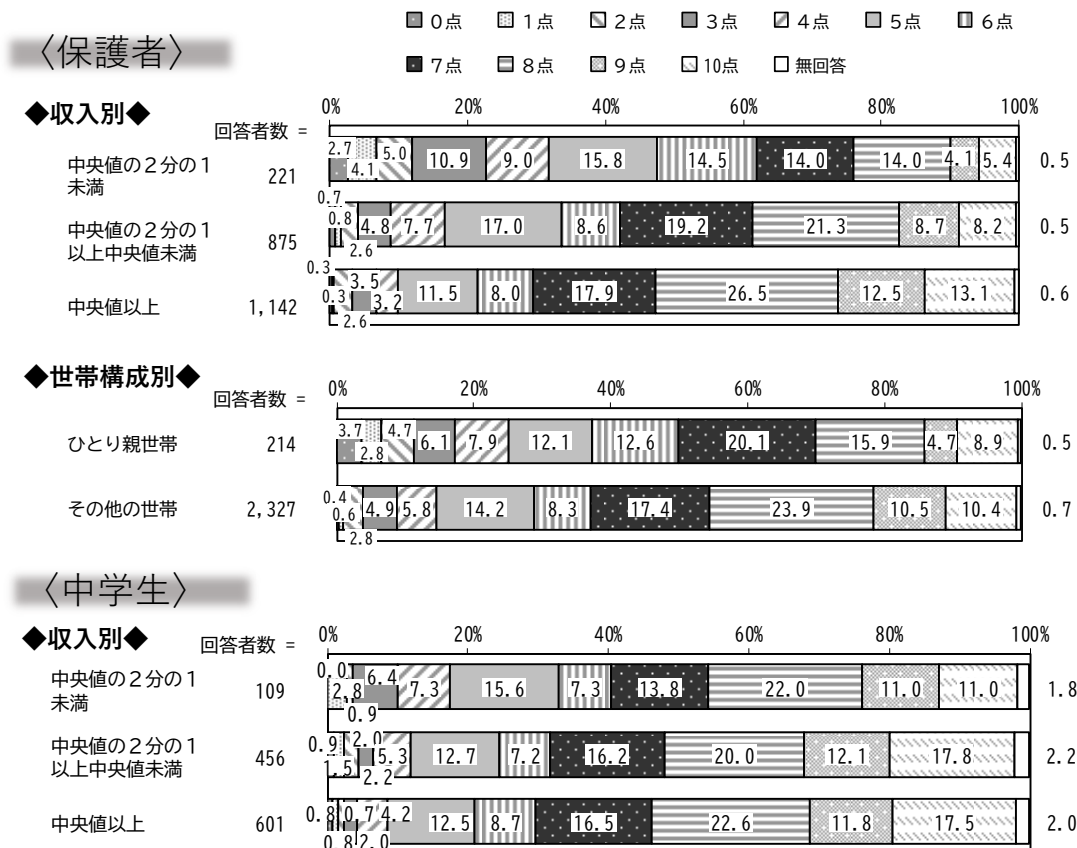 ０点 １点 ２点 ３点 ４点 ５点 ６点
〈保護者〉
７点 ８点 ９点 10点 無回答
◆収入別◆
回答者数 =
0% 20% 40% 60% 80% 100%
中央値の２分の１
未満
221
2.7 4.1 5.0 10.9 9.0 15.8 14.5 14.0 14.0 4.1 5.4 0.5
中央値の２分の１
以上中央値未満
875
0.7 0.8 2.6 4.8 7.7 17.0 8.6 19.2 21.3 8.7 8.2 0.5
中央値以上
1,142
0.3 0.3 2.6 3.2 3.5 11.5 8.0 17.9 26.5 12.5 13.1 0.6
◆世帯構成別◆
回答者数 =
0% 20% 40% 60% 80% 100%
ひとり親世帯
214
3.7 2.8 4.7 6.1 7.9 12.1 12.6 20.1 15.9 4.7 8.9 0.5
その他の世帯
2,327
0.4 0.6 2.8 4.9 5.8 14.2 8.3 17.4 23.9 10.5 10.4 0.7
〈中学生〉
◆収入別◆
回答者数 =
0% 20% 40% 60% 80% 100%
中央値の２分の１
未満
109
0.0 2.8 0.9 6.4 7.3 15.6 7.3 13.8 22.0 11.0 11.0 1.8
中央値の２分の１
以上中央値未満
456
0.9 1.5 2.0 2.2 5.3 12.7 7.2 16.2 20.0 12.1 17.8 2.2
中央値以上
601
0.8 0.8 0.7 2.0 4.2 12.5 8.7 16.5 22.6 11.8 17.5 2.0